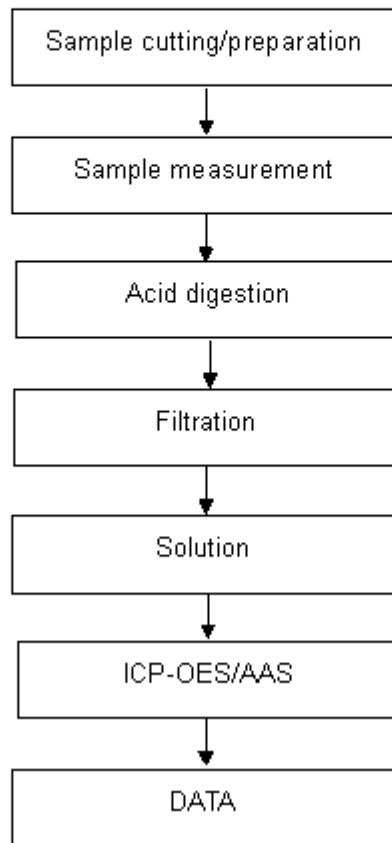 Sample cutting/preparation
Sample measurement
Acid digestion
Filtration
Solution
ICP-OES/AAS
DATA